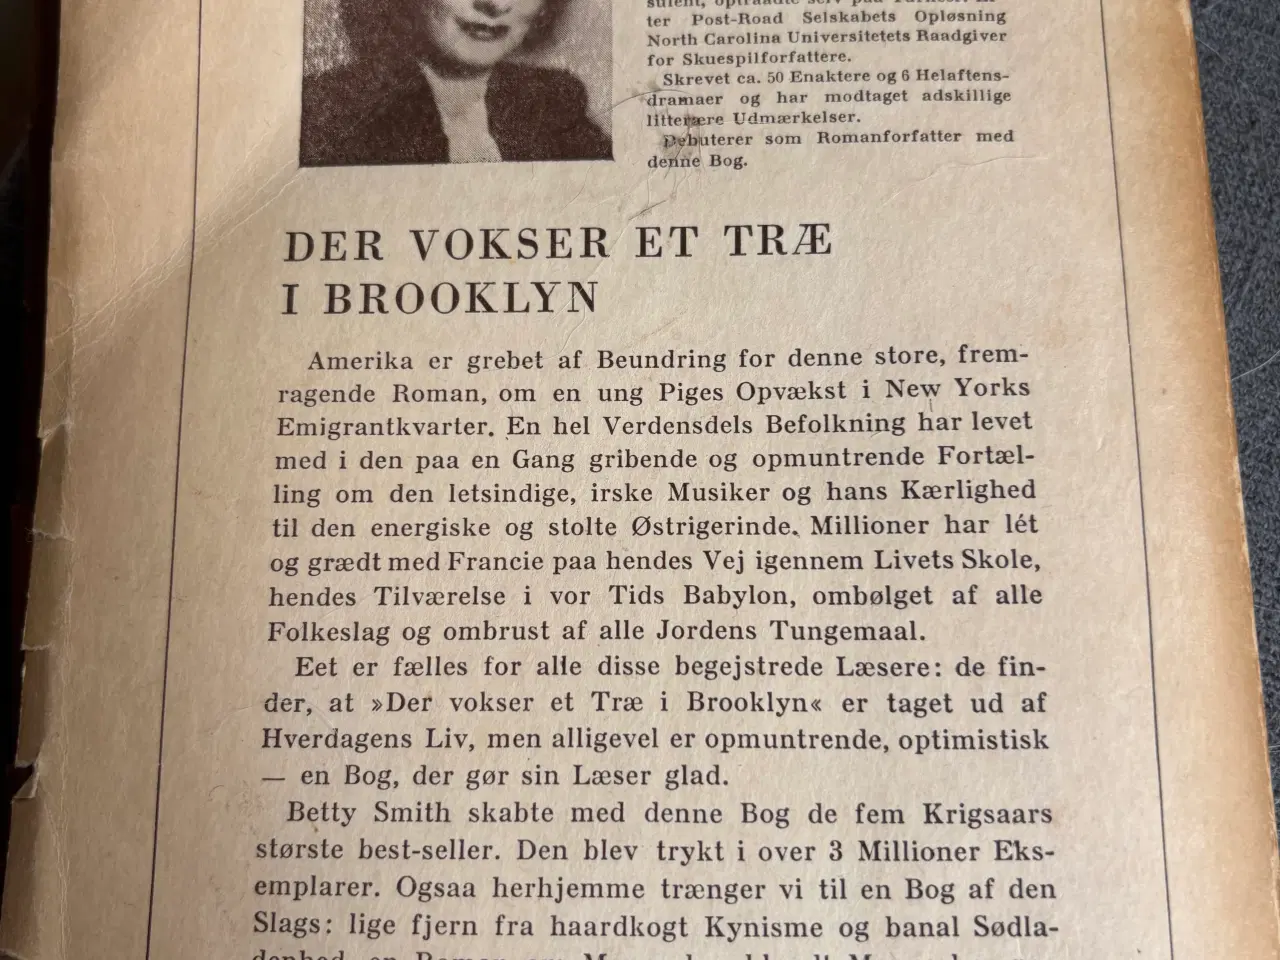 ter Post-Road Selskabets Opløsning
North Carolina Universitetets Raadgiver
for Skuespilforfattere.
Skrevet ca. 50 Enaktere og 6 Helaftens-
dramaer og har modtaget adskillige
litterære Udmærkelser.
Debuterer som Romanforfatter med
denne Bog.
DER VOKSER ET TRÆ
I BROOKLYN
Amerika er grebet af Beundring for denne store, frem-
ragende Roman, om en ung Piges Opvækst i New Yorks
Emigrantkvarter. En hel Verdensdels Befolkning har levet
med i den paa en Gang gribende og opmuntrende Fortæl-
ling om den letsindige, irske Musiker og hans Kærlighed
til den energiske og stolte Østrigerinde. Millioner har lét
og grædt med Francie paa hendes Vej igennem Livets Skole,
hendes Tilværelse i vor Tids Babylon, ombølget af alle
Folkeslag og ombrust af alle Jordens Tungemaal.
Eet er fælles for alle disse begejstrede Læsere: de fin-
der, at »Der vokser et Træ i Brooklyn« er taget ud af
Hverdagens Liv, men alligevel er opmuntrende, optimistisk
— en Bog, der gør sin Læser glad.
Betty Smith skabte med denne Bog de fem Krigsaars
største best-seller. Den blev trykt i over 3 Millioner Eks-
emplarer. Ogsaa herhjemme trænger vi til en Bog af den
Slags: lige fjern fra haardkogt Kynisme og banal Sødla-